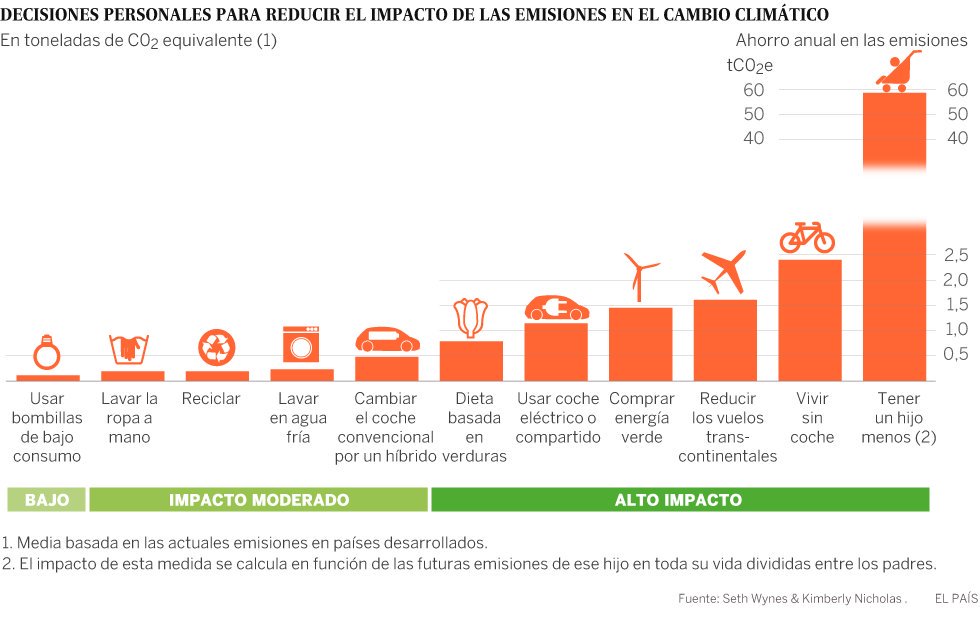 DECISIONES PERSONALES PARA REDUCIR EL IMPACTO DE LAS EMISIONES EN EL CAMBIO CLIMÁTICO
En toneladas de CO2 equivalente (1)
Ahorro anual en las emisiones
tCO2e
60
50
40
60
50
40
2,5
2,0
1,5
1,0
0,5
Usar
bombillas
de bajo
consumo
Lavar la
ropa a
mano
Reciclar
Lavar
en agua
fría
Cambiar
el coche
convencional
por un híbrido
Dieta
basada
en
verduras
Usar coche
eléctrico o
compartido
Comprar
energía
verde
Reducir
los vuelos
trans-
continentales
Vivir
sin
coche
Tener
un hijo
menos (2)
BAJO
IMPACTO MODERADO
ALTO IMPACTO
1. Media basada en las actuales emisiones en países desarrollados.
2. El impacto de esta medida se calcula en función de las futuras emisiones de ese hijo en toda su vida divididas entre los padres.
Fuente: Seth Wynes & Kimberly Nicholas .
EL PAÍS